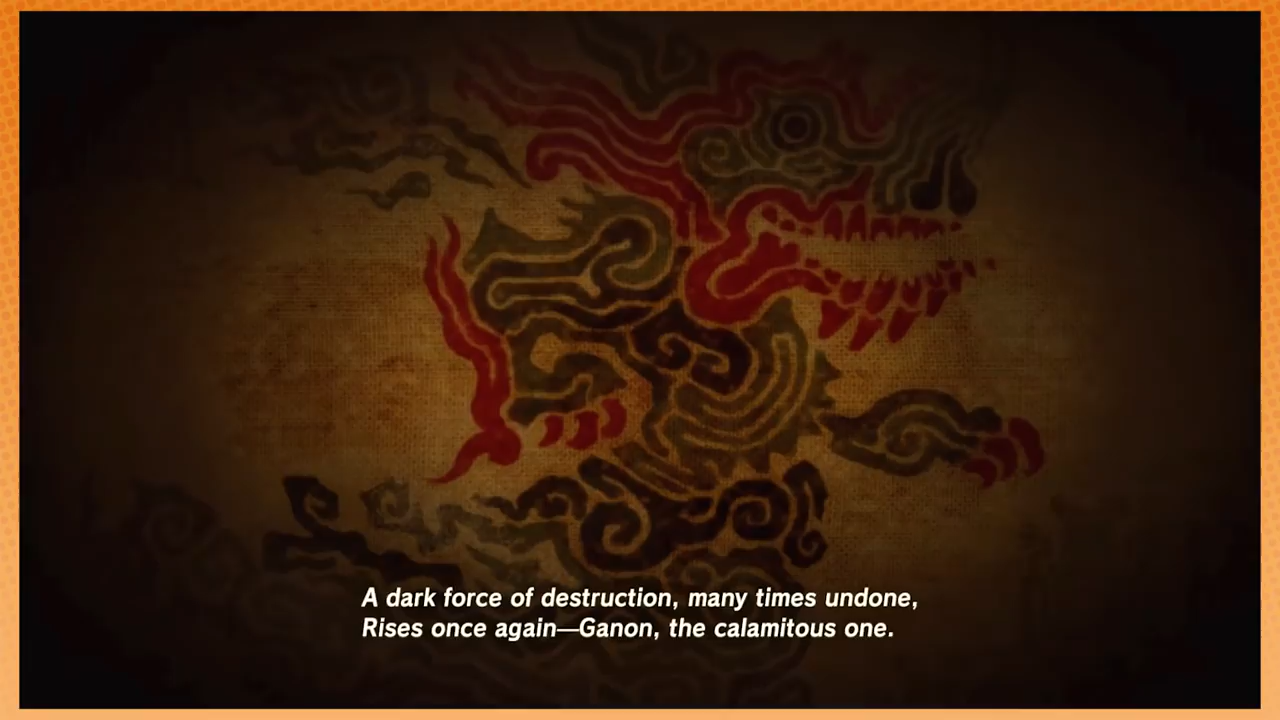 A dark force of destruction, many times undone,
Rises once again—Ganon, the calamitous one.